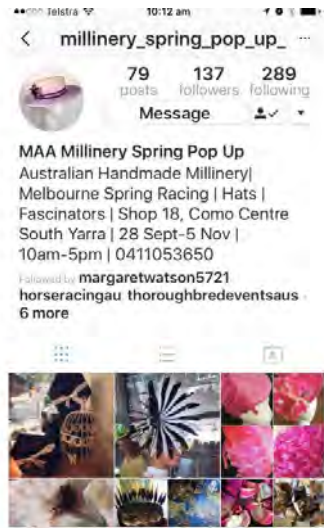 Telstra 10:12 am
millinery_spring_pop_up_ ...
79 137 289
posts followers following
Message
MAA Millinery Spring Pop Up
Australian Handmade Millinery|
Melbourne Spring Racing | Hats |
Fascinators | Shop 18, Como Centre
South Yarra | 28 Sept-5 Nov |
10am-5pm | 0411053650
Followed by margaretwatson5721
horseracingau thoroughbredeventsaus
6 more